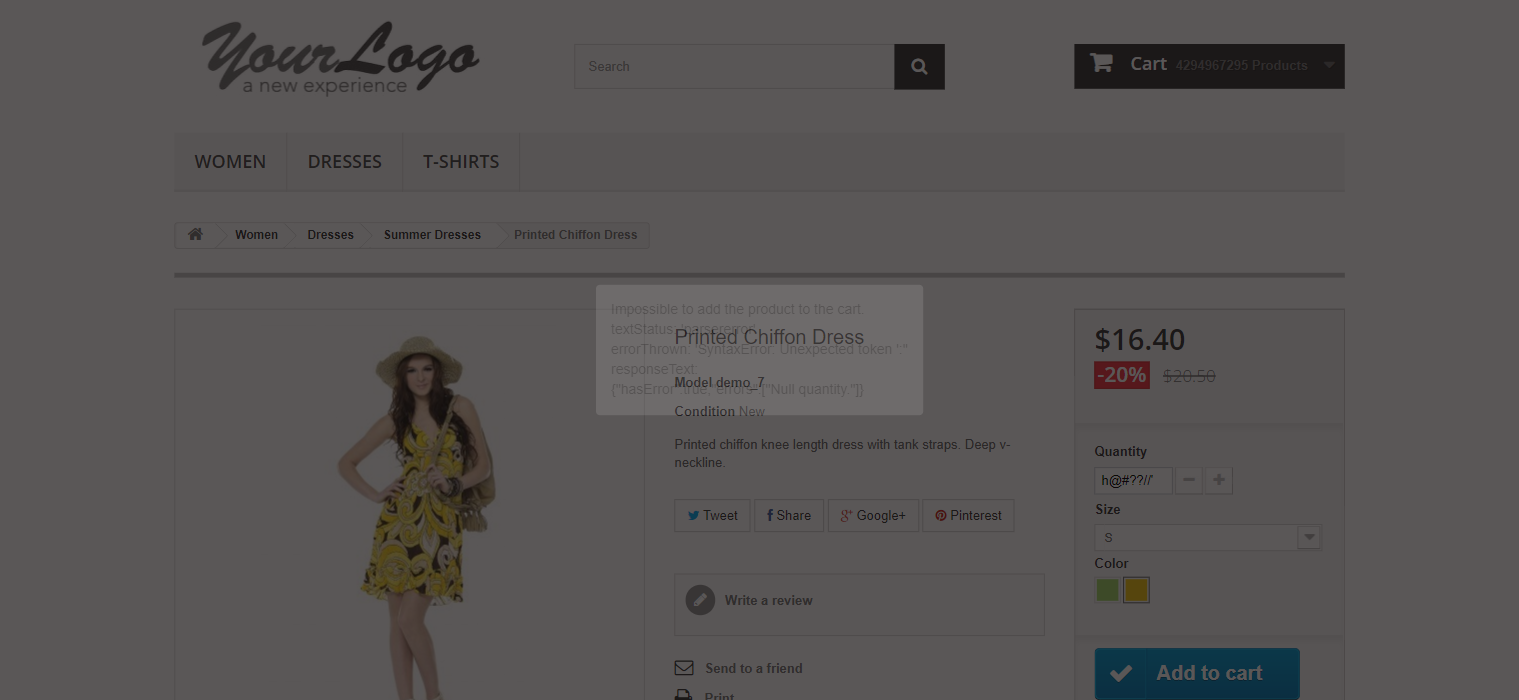 YourLogo
a new experience
Search
Cart 4294967295 Products
WOMEN DRESSES T-SHIRTS
Women Dresses Summer Dresses Printed Chiffon Dress
Impossible to add the product to the cart.
textStatus: 'parsererror'
errorThrown: 'SyntaxError: Unexpected token ':"
responseText:
{"hasError":true,"errors":["Null quantity."]}
Printed Chiffon Dress
Model demo_7
Condition New
Printed chiffon knee length dress with tank straps. Deep v-
neckline.
Tweet Share Google+ Pinterest
Write a review
Send to a friend
Print
$16.40
-20% $20.50
Quantity
h@#??//'
Size
S
Color
Add to cart